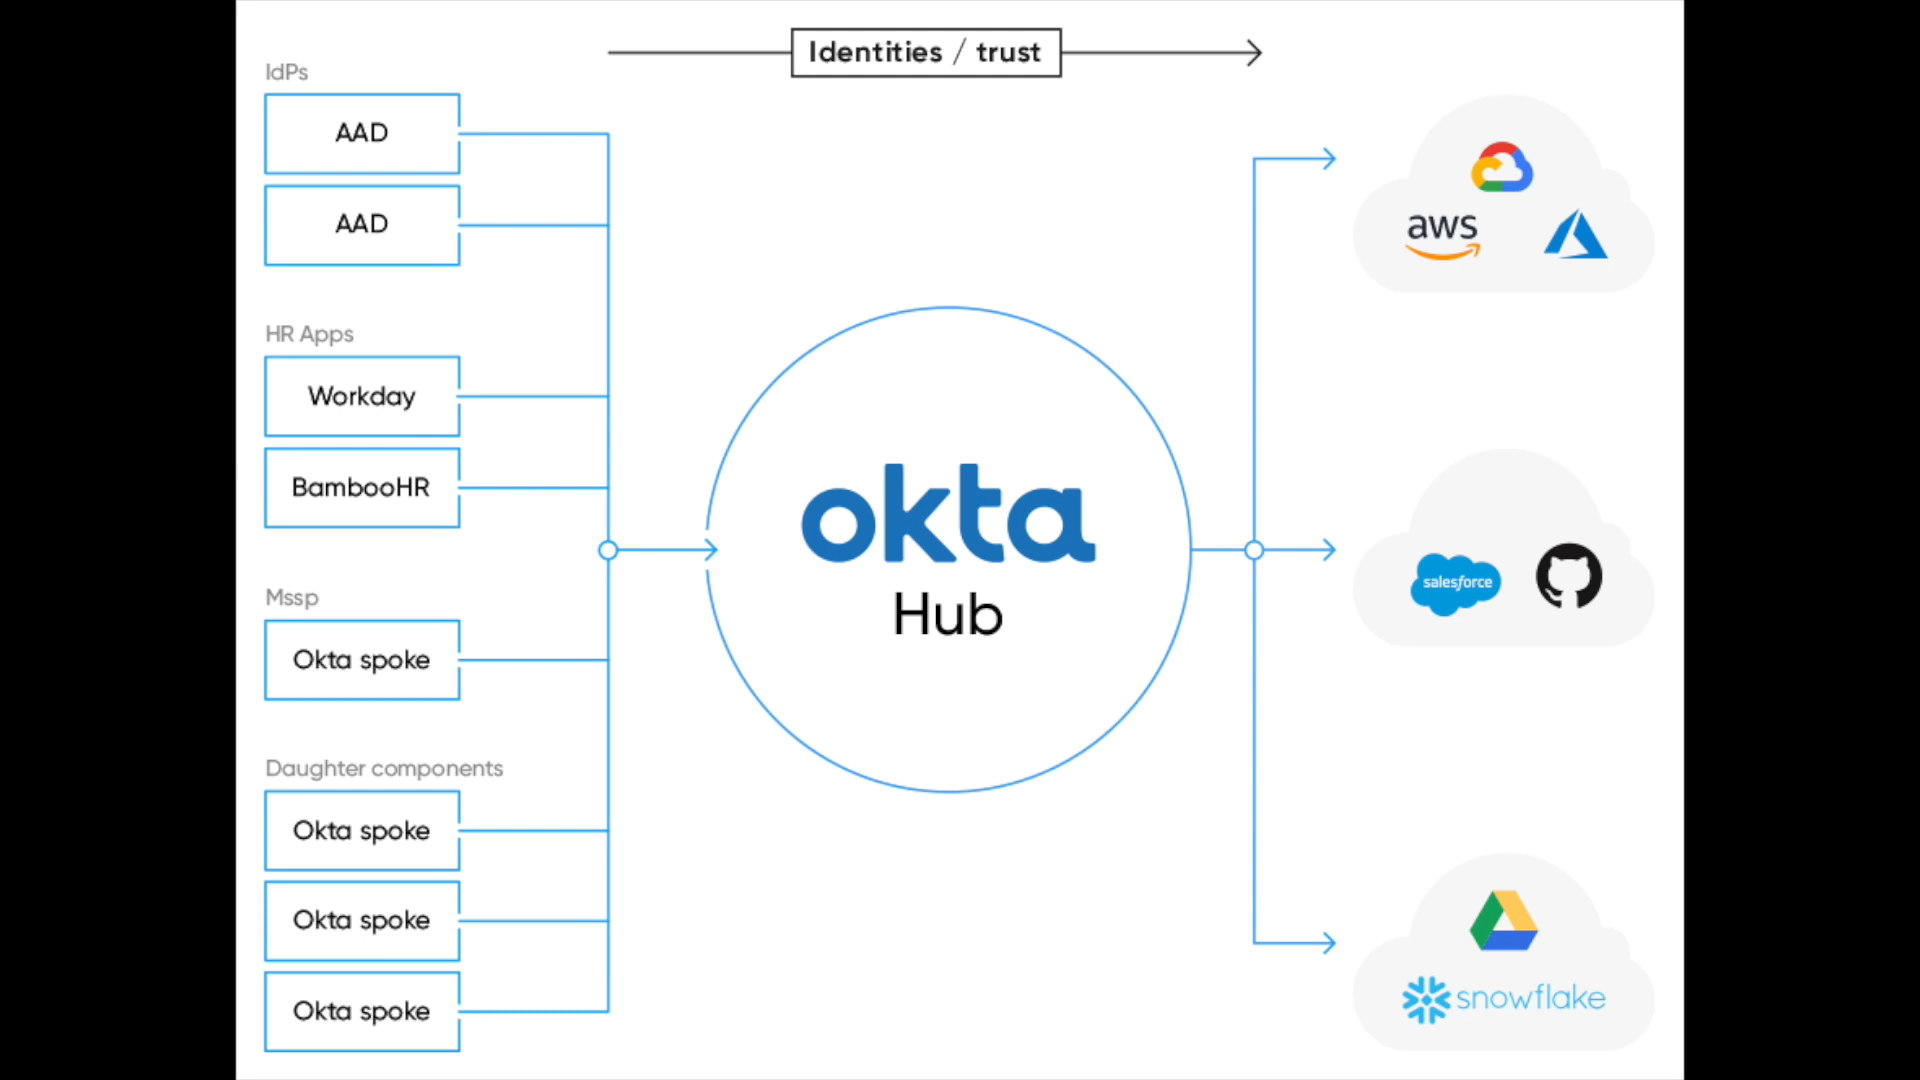 Identities / trust
IdPs
AAD
AAD
HR Apps
Workday
BambooHR
Mssp
Okta spoke
Daughter components
Okta spoke
Okta spoke
Okta spoke
okta
Hub
aws
salesforce
snowflake